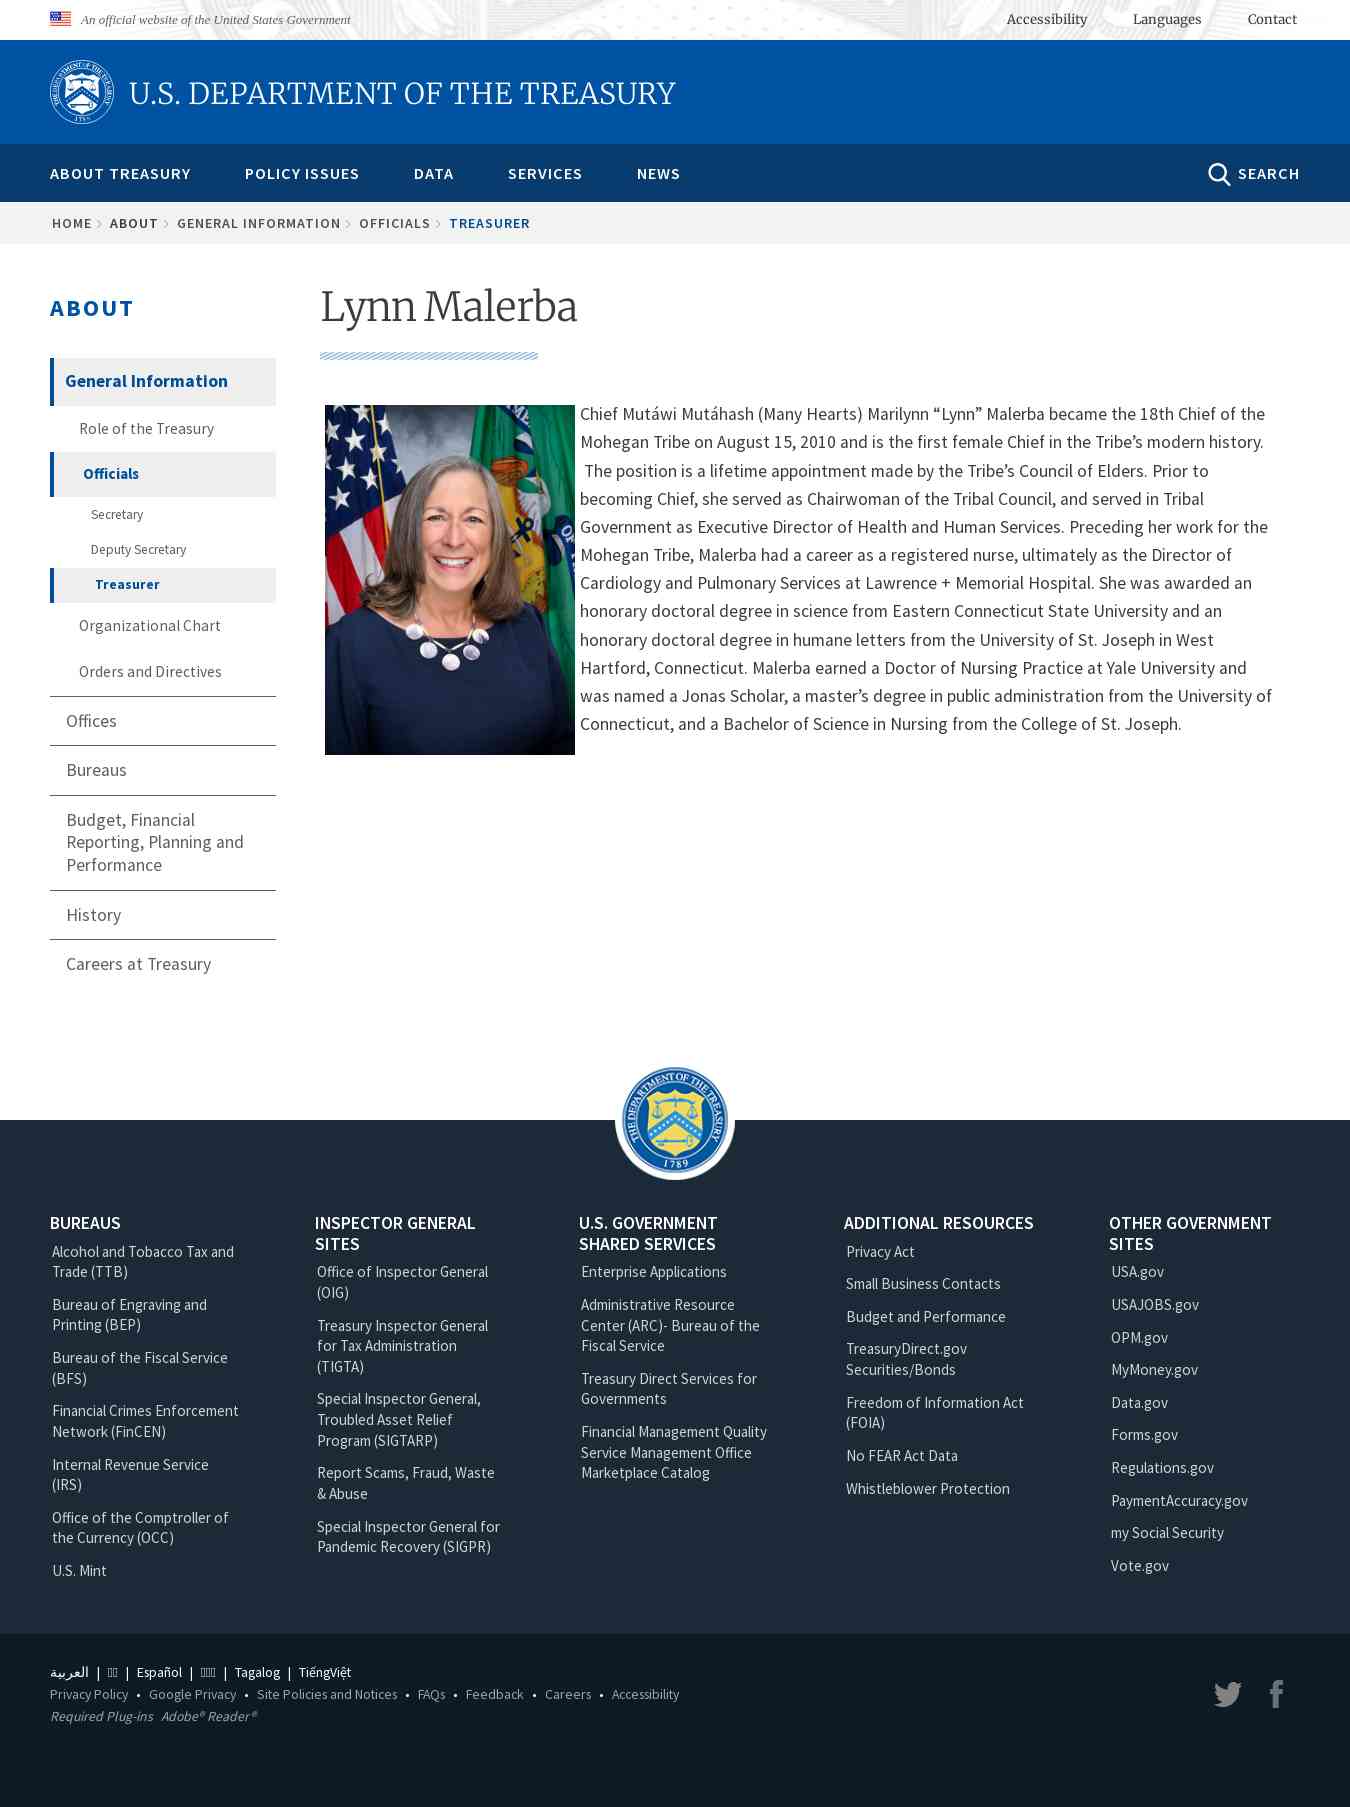 An official website of the United States Government
Accessibility Languages Contact
U.S. DEPARTMENT OF THE TREASURY
ABOUT TREASURY POLICY ISSUES DATA SERVICES NEWS SEARCH
HOME ABOUT GENERAL INFORMATION OFFICIALS TREASURER
ABOUT
General Information
Role of the Treasury
Officials
Secretary
Deputy Secretary
Treasurer
Organizational Chart
Orders and Directives
Offices
Bureaus
Budget, Financial
Reporting, Planning and
Performance
History
Careers at Treasury
Lynn Malerba
Chief Mutáwi Mutáhash (Many Hearts) Marilynn “Lynn” Malerba became the 18th Chief of the
Mohegan Tribe on August 15, 2010 and is the first female Chief in the Tribe’s modern history.
The position is a lifetime appointment made by the Tribe’s Council of Elders. Prior to
becoming Chief, she served as Chairwoman of the Tribal Council, and served in Tribal
Government as Executive Director of Health and Human Services. Preceding her work for the
Mohegan Tribe, Malerba had a career as a registered nurse, ultimately as the Director of
Cardiology and Pulmonary Services at Lawrence + Memorial Hospital. She was awarded an
honorary doctoral degree in science from Eastern Connecticut State University and an
honorary doctoral degree in humane letters from the University of St. Joseph in West
Hartford, Connecticut. Malerba earned a Doctor of Nursing Practice at Yale University and
was named a Jonas Scholar, a master’s degree in public administration from the University of
Connecticut, and a Bachelor of Science in Nursing from the College of St. Joseph.
THE DEPARTMENT OF THE TREASURY
1789
BUREAUS
Alcohol and Tobacco Tax and
Trade (TTB)
Bureau of Engraving and
Printing (BEP)
Bureau of the Fiscal Service
(BFS)
Financial Crimes Enforcement
Network (FinCEN)
Internal Revenue Service
(IRS)
Office of the Comptroller of
the Currency (OCC)
U.S. Mint
INSPECTOR GENERAL
SITES
Office of Inspector General
(OIG)
Treasury Inspector General
for Tax Administration
(TIGTA)
Special Inspector General,
Troubled Asset Relief
Program (SIGTARP)
Report Scams, Fraud, Waste
& Abuse
Special Inspector General for
Pandemic Recovery (SIGPR)
U.S. GOVERNMENT
SHARED SERVICES
Enterprise Applications
Administrative Resource
Center (ARC)- Bureau of the
Fiscal Service
Treasury Direct Services for
Governments
Financial Management Quality
Service Management Office
Marketplace Catalog
ADDITIONAL RESOURCES
Privacy Act
Small Business Contacts
Budget and Performance
TreasuryDirect.gov
Securities/Bonds
Freedom of Information Act
(FOIA)
No FEAR Act Data
Whistleblower Protection
OTHER GOVERNMENT
SITES
USA.gov
USAJOBS.gov
OPM.gov
MyMoney.gov
Data.gov
Forms.gov
Regulations.gov
PaymentAccuracy.gov
my Social Security
Vote.gov
العربية | | Español | | Tagalog | TiếngViệt
Privacy Policy • Google Privacy • Site Policies and Notices • FAQs • Feedback • Careers • Accessibility
Required Plug-ins Adobe® Reader®